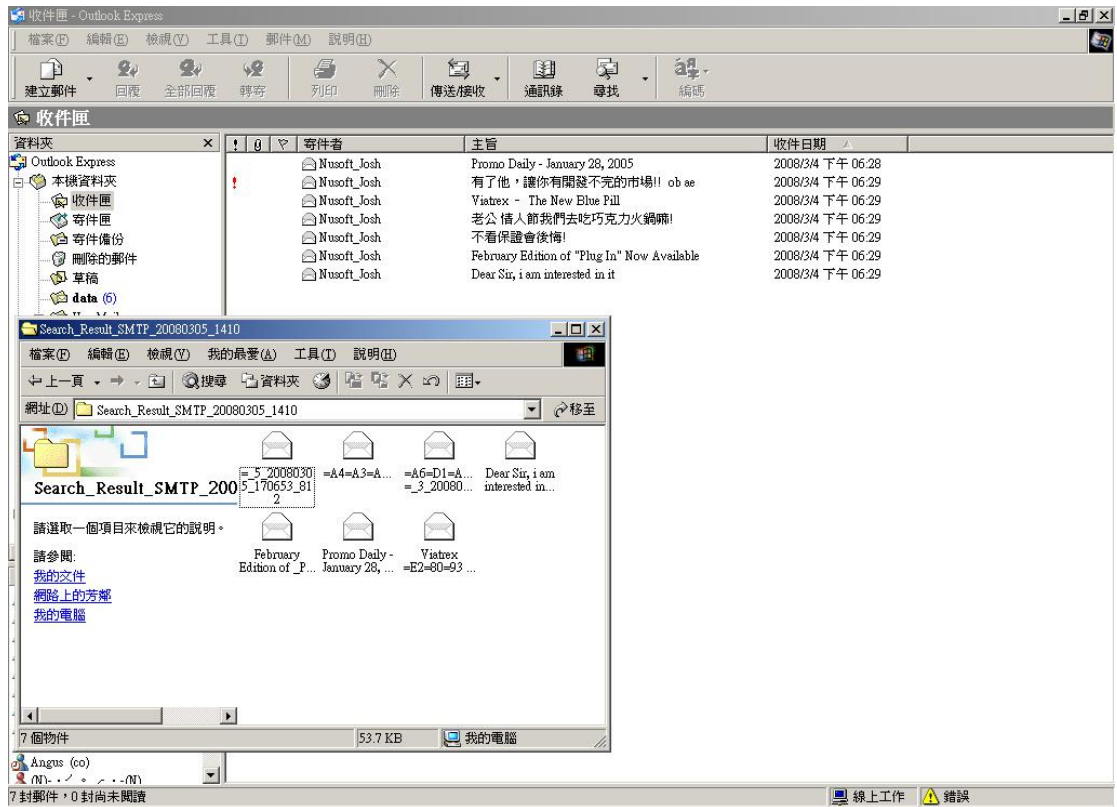 收件匣 - Outlook Express
檔案(F) 編輯(E) 檢視(V) 工具(T) 郵件(M) 說明(H)
建立郵件 回覆 全部回覆 轉寄 列印 刪除 傳送/接收 通訊錄 尋找 編碼
收件匣
資料夾
! 寄件者 主旨 收件日期
Outlook Express
本機資料夾
收件匣
寄件匣
寄件備份
刪除的郵件
草稿
data (6)
Nusoft_Josh Promo Daily - January 28, 2005 2008/3/4 下午 06:28
! Nusoft_Josh 有了他，讓你有開發不完的市場!! ob ae 2008/3/4 下午 06:29
Nusoft_Josh Viatrex - The New Blue Pill 2008/3/4 下午 06:29
Nusoft_Josh 老公 情人節我們去吃巧克力火鍋嘛! 2008/3/4 下午 06:29
Nusoft_Josh 不看保證會後悔! 2008/3/4 下午 06:29
Nusoft_Josh February Edition of "Plug In" Now Available 2008/3/4 下午 06:29
Nusoft_Josh Dear Sir, i am interested in it 2008/3/4 下午 06:29
Search_Result_SMTP_20080305_1410
檔案(F) 編輯(E) 檢視(V) 我的最愛(A) 工具(T) 說明(H)
上一頁 搜尋 資料夾
網址(D) Search_Result_SMTP_20080305_1410 移至
Search_Result_SMTP_200
請選取一個項目來檢視它的說明。
請參閱:
我的文件
網路上的芳鄰
我的電腦
=_5_2008030
5_170653_81
2
=A4=A3=A...
=A6=D1=A...
=_3_20080...
Dear Sir, i am
interested in...
February
Edition of _P...
Promo Daily -
January 28, ...
Viatrex
=E2=80=93 ...
7 個物件 53.7 KB 我的電腦
Angus (co)
7 封郵件，0 封尚未閱讀 線上工作 錯誤